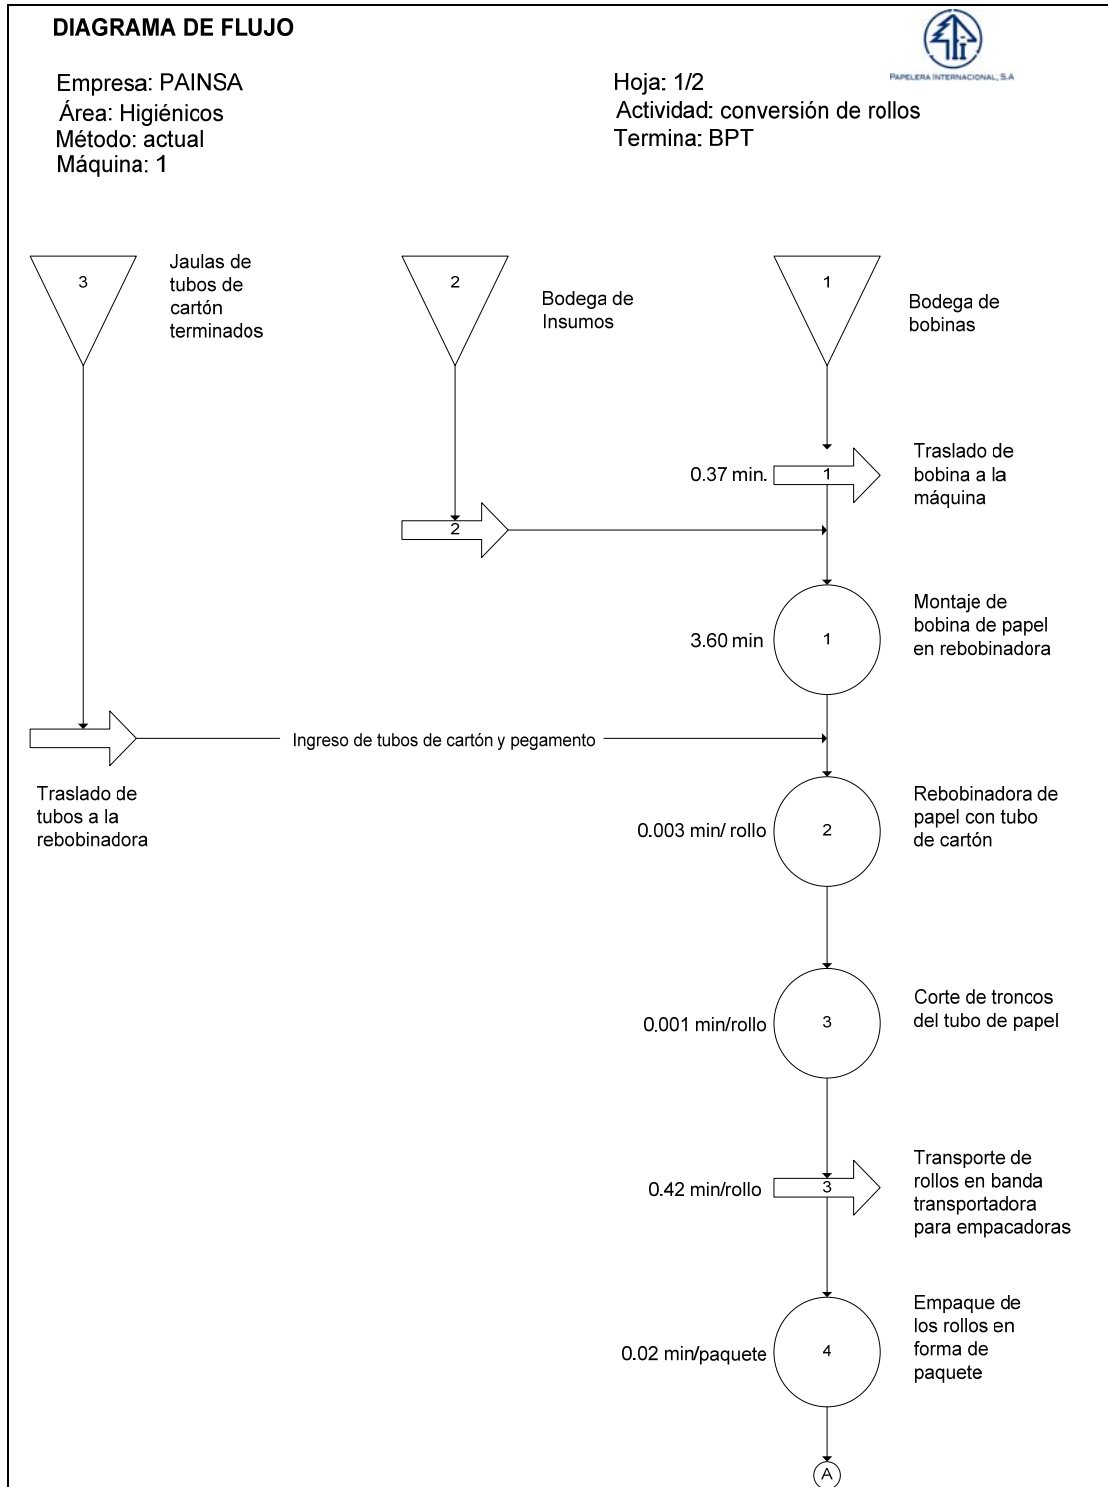 DIAGRAMA DE FLUJO
PAPELERA INTERNACIONAL, S.A
Empresa: PAINSA
Área: Higiénicos
Método: actual
Máquina: 1
Hoja: 1/2
Actividad: conversión de rollos
Termina: BPT
3
Jaulas de
tubos de
cartón
terminados
2
Bodega de
Insumos
1
Bodega de
bobinas
0.37 min.
1
Traslado de
bobina a la
máquina
2
3.60 min
1
Montaje de
bobina de papel
en rebobinadora
Ingreso de tubos de cartón y pegamento
Traslado de
tubos a la
rebobinadora
0.003 min/ rollo
2
Rebobinadora de
papel con tubo
de cartón
0.001 min/rollo
3
Corte de troncos
del tubo de papel
0.42 min/rollo
3
Transporte de
rollos en banda
transportadora
para empacadoras
0.02 min/paquete
4
Empaque de
los rollos en
forma de
paquete
A